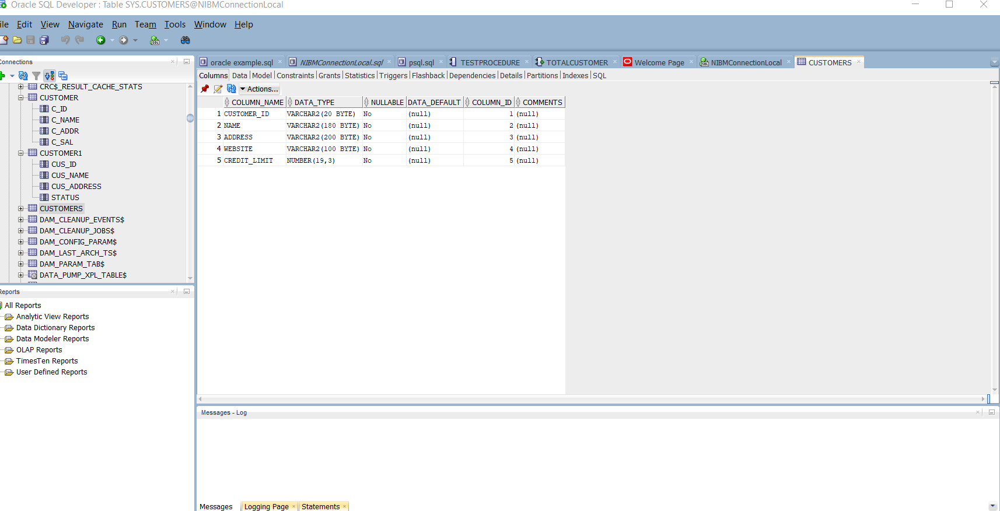 Oracle SQL Developer : Table SYS.CUSTOMERS@NIBMConnectionLocal
ile Edit View Navigate Run Team Tools Window Help
Connections
CRC$_RESULT_CACHE_STATS
CUSTOMER
C_ID
C_NAME
C_ADDR
C_SAL
CUSTOMER1
CUS_ID
CUS_NAME
CUS_ADDRESS
STATUS
CUSTOMERS
DAM_CLEANUP_EVENTS$
DAM_CLEANUP_JOBS$
DAM_CONFIG_PARAM$
DAM_LAST_ARCH_TS$
DAM_PARAM_TAB$
DATA_PUMP_XPL_TABLE$
Reports
All Reports
Analytic View Reports
Data Dictionary Reports
Data Modeler Reports
OLAP Reports
TimesTen Reports
User Defined Reports
oracle example.sql NIBMConnectionLocal.sql psql.sql TESTPROCEDURE TOTALCUSTOMER Welcome Page NIBMConnectionLocal CUSTOMERS
Columns Data Model Constraints Grants Statistics Triggers Flashback Dependencies Details Partitions Indexes SQL
Actions...
COLUMN_NAME DATA_TYPE NULLABLE DATA_DEFAULT COLUMN_ID COMMENTS
1 CUSTOMER_ID VARCHAR2(20 BYTE) No (null) 1 (null)
2 NAME VARCHAR2(180 BYTE) No (null) 2 (null)
3 ADDRESS VARCHAR2(200 BYTE) No (null) 3 (null)
4 WEBSITE VARCHAR2(100 BYTE) No (null) 4 (null)
5 CREDIT_LIMIT NUMBER(19,3) No (null) 5 (null)
Messages - Log
Messages Logging Page Statements